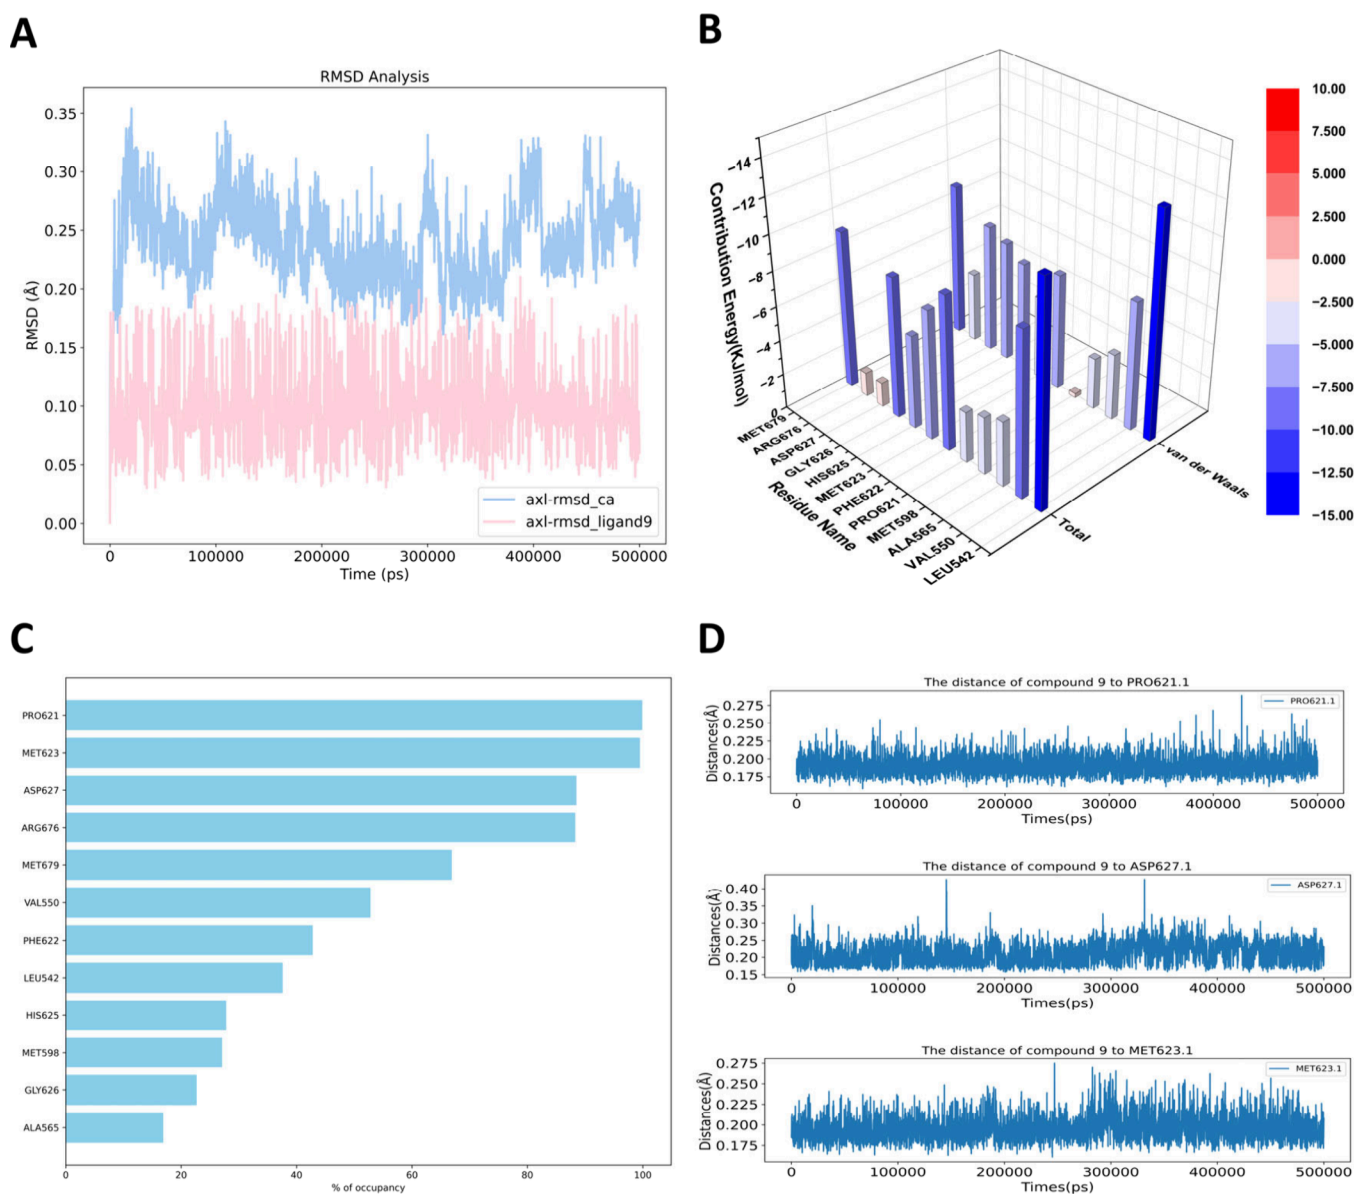 A
RMSD Analysis
0.35
0.30
0.25
0.20
0.15
0.10
0.05
0.00
RMSD (Å)
axl-rmsd_ca
axl-rmsd_ligand9
0 100000 200000 300000 400000 500000
Time (ps)
B
−14
−12
−10
−8
−6
−4
−2
0
Contribution Energy(KJ/mol)
MET679
ARG676
ASP627
GLY626
HIS625
MET623
PHE622
PRO621
MET598
ALA565
VAL550
LEU542
Residue Name
Total
van der Waals
10.00
7.500
5.000
2.500
0.000
−2.500
−5.000
−7.500
−10.00
−12.50
−15.00
C
PRO621
MET623
ASP627
ARG676
MET679
VAL550
PHE622
LEU542
HIS625
MET598
GLY626
ALA565
0 20 40 60 80 100
% of occupancy
D
The distance of compound 9 to PRO621.1
0.275
0.250
0.225
0.200
0.175
Distances(Å)
PRO621.1
0 100000 200000 300000 400000 500000
Times(ps)
The distance of compound 9 to ASP627.1
0.40
0.35
0.30
0.25
0.20
0.15
Distances(Å)
ASP627.1
0 100000 200000 300000 400000 500000
Times(ps)
The distance of compound 9 to MET623.1
0.275
0.250
0.225
0.200
0.175
Distances(Å)
MET623.1
0 100000 200000 300000 400000 500000
Times(ps)